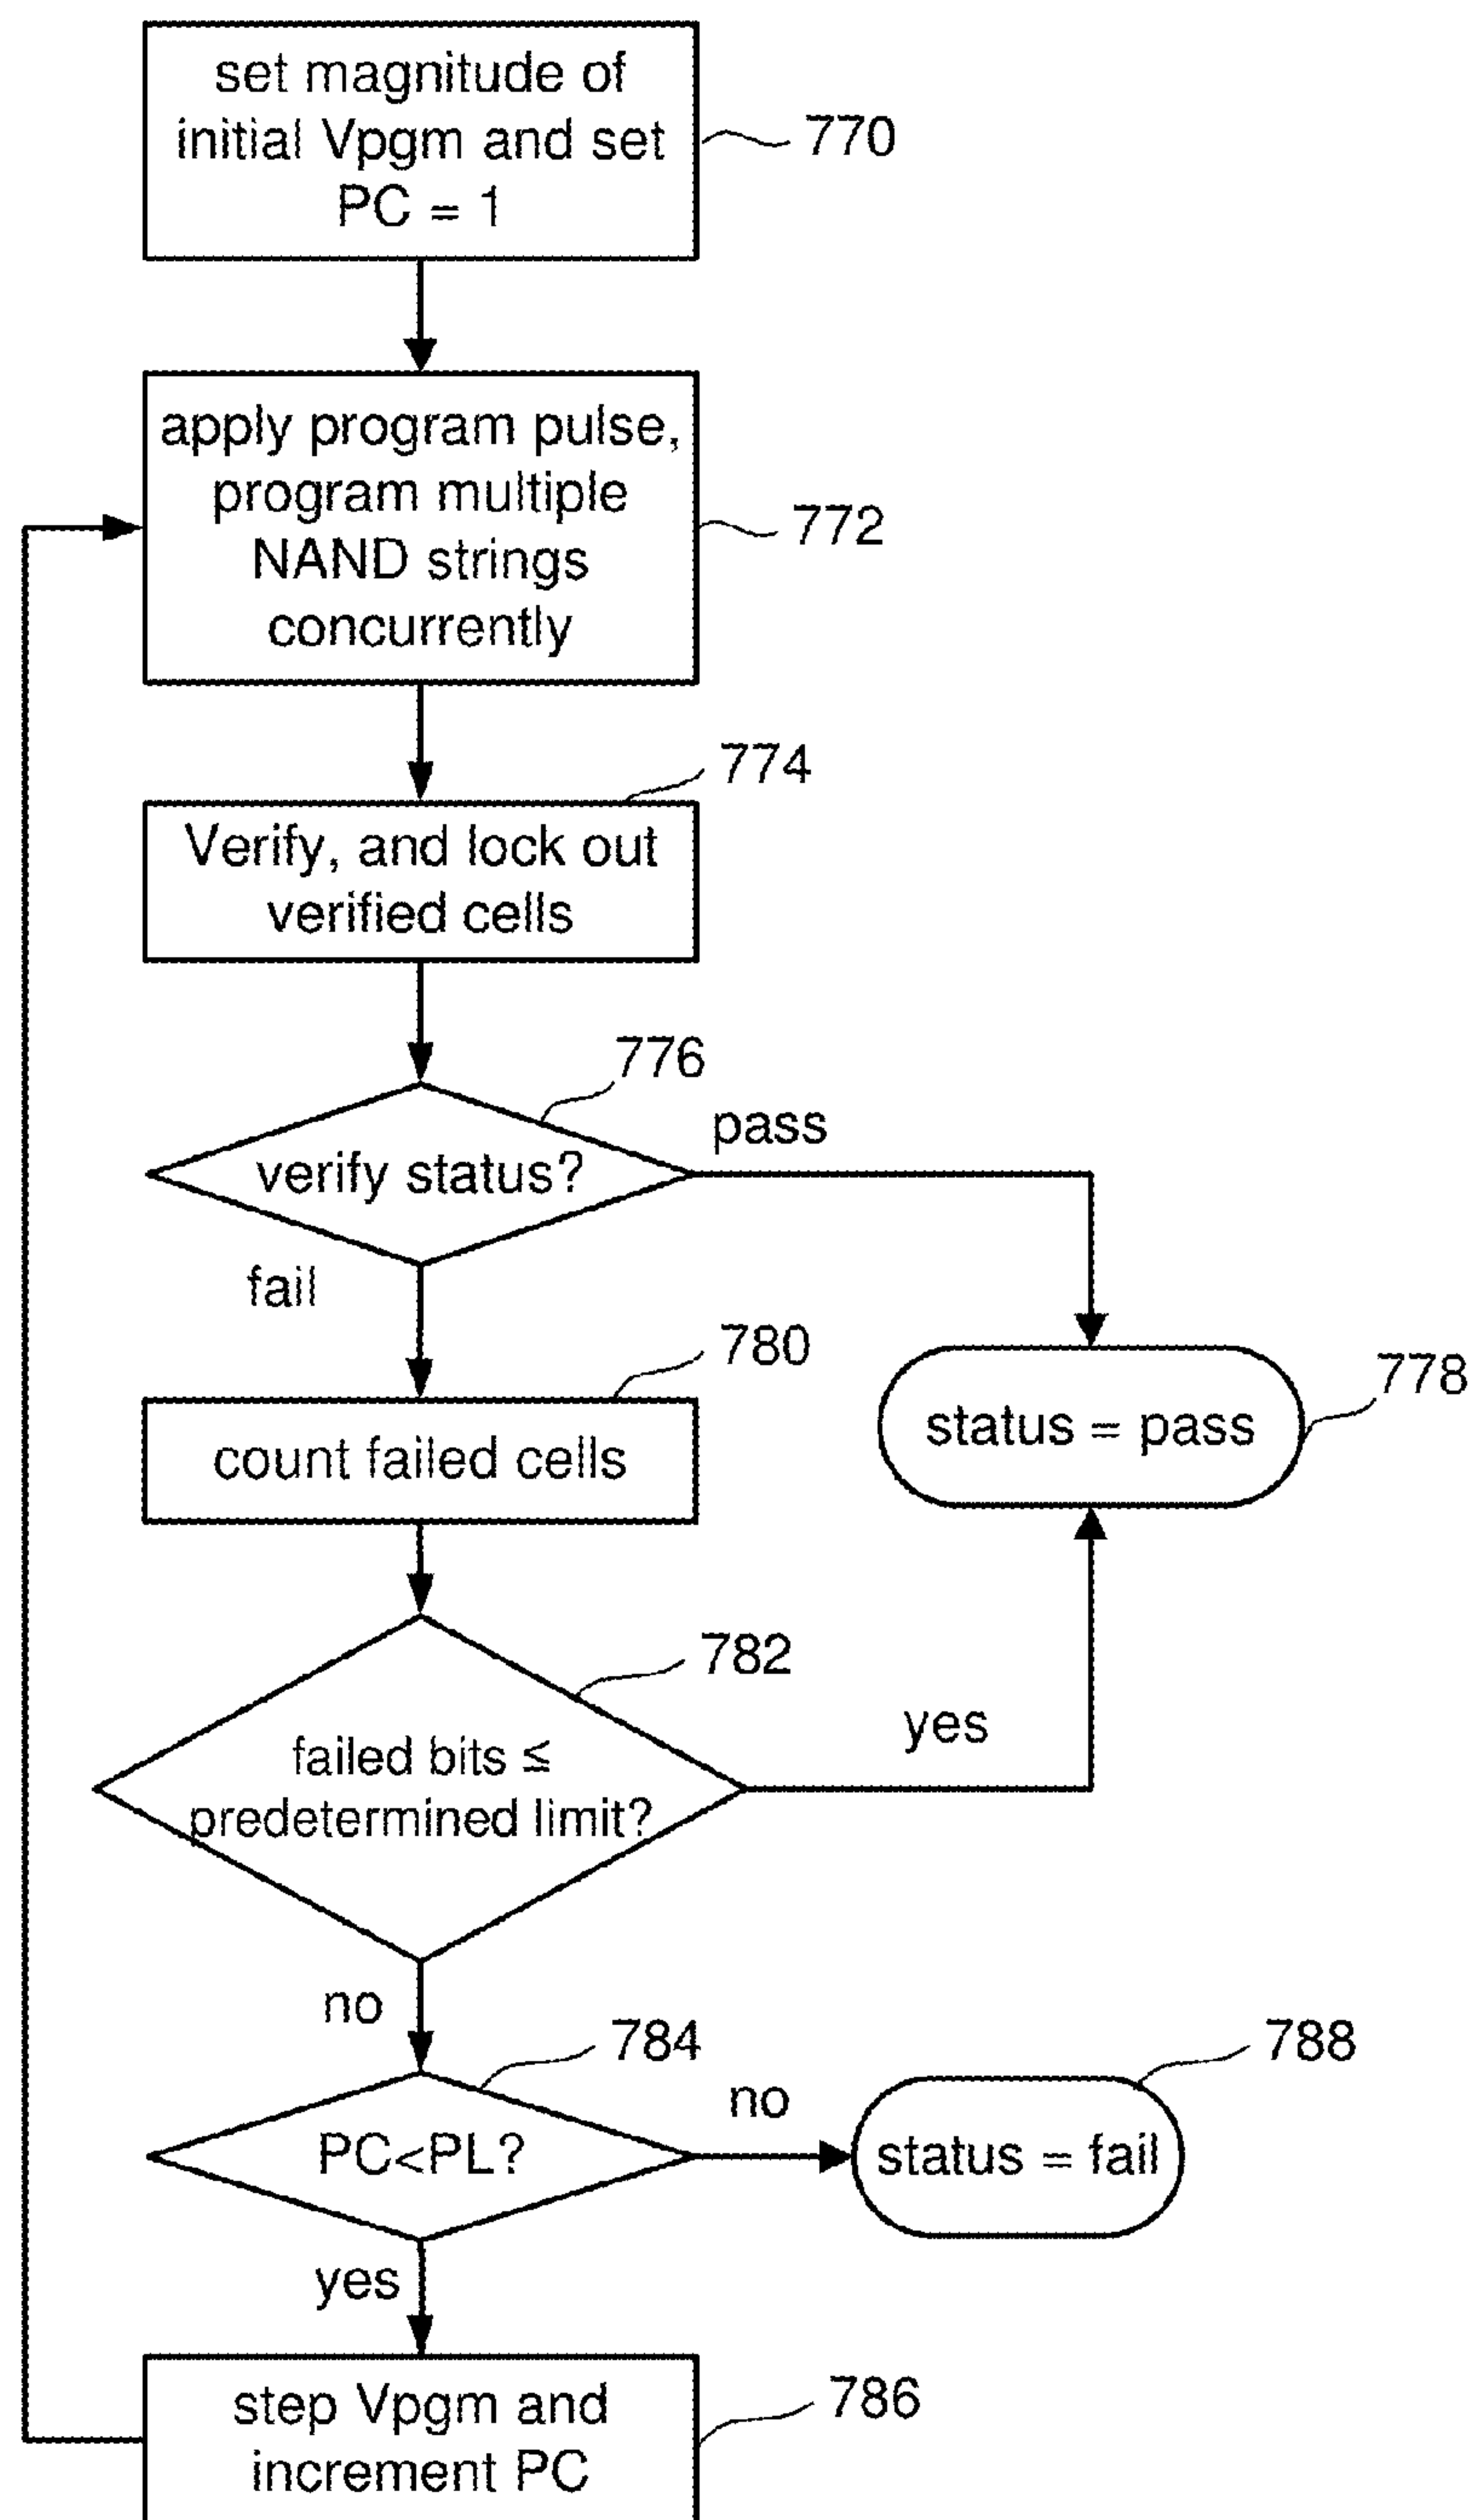 set magnitude of
initial Vpgm and set
PC = 1
770
apply program pulse,
program multiple
NAND strings
concurrently
772
774
Verify, and lock out
verified cells
776
pass
verify status?
fail
780
778
status = pass
count failed cells
782
yes
failed bits ≦
predetermined limit?
no
784
788
no
PC<PL?
status = fail
yes
786
step Vpgm and
increment PC